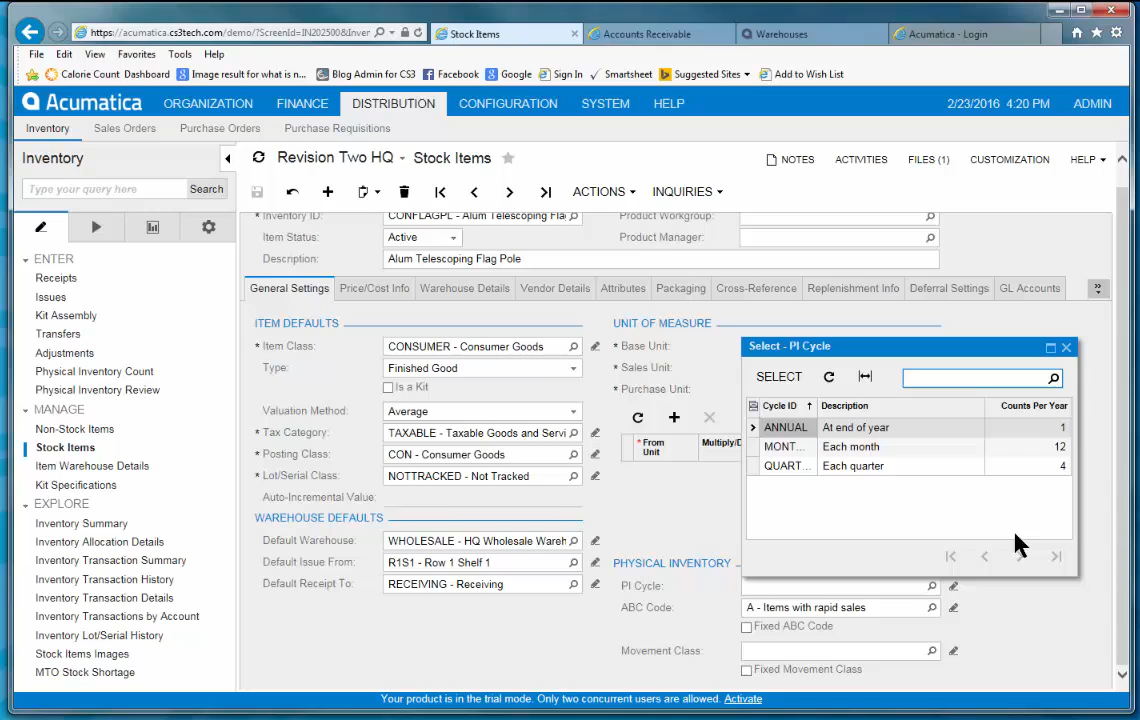 https://acumatica.cs3tech.com/demo/?ScreenId=IN202500&Inver
Stock Items
Accounts Receivable
Warehouses
Acumatica - Login
File Edit View Favorites Tools Help
Calorie Count Dashboard
Image result for what is n...
Blog Admin for CS3
Facebook
Google
Sign In
Smartsheet
Suggested Sites
Add to Wish List
Acumatica
ORGANIZATION FINANCE DISTRIBUTION CONFIGURATION SYSTEM HELP
2/23/2016 4:20 PM ADMIN
Inventory Sales Orders Purchase Orders Purchase Requisitions
Inventory
Type your query here Search
ENTER
Receipts
Issues
Kit Assembly
Transfers
Adjustments
Physical Inventory Count
Physical Inventory Review
MANAGE
Non-Stock Items
Stock Items
Item Warehouse Details
Kit Specifications
EXPLORE
Inventory Summary
Inventory Allocation Details
Inventory Transaction Summary
Inventory Transaction History
Inventory Transaction Details
Inventory Transactions by Account
Inventory Lot/Serial History
Stock Items Images
MTO Stock Shortage
Revision Two HQ - Stock Items
NOTES ACTIVITIES FILES (1) CUSTOMIZATION HELP
ACTIONS INQUIRIES
* Inventory ID: CONFLAGPL - Alum Telescoping Fla
Product Workgroup:
Item Status: Active
Product Manager:
Description: Alum Telescoping Flag Pole
General Settings Price/Cost Info Warehouse Details Vendor Details Attributes Packaging Cross-Reference Replenishment Info Deferral Settings GL Accounts
ITEM DEFAULTS
* Item Class: CONSUMER - Consumer Goods
Type: Finished Good
Is a Kit
Valuation Method: Average
* Tax Category: TAXABLE - Taxable Goods and Servi
* Posting Class: CON - Consumer Goods
* Lot/Serial Class: NOTTRACKED - Not Tracked
Auto-Incremental Value:
WAREHOUSE DEFAULTS
Default Warehouse: WHOLESALE - HQ Wholesale Wareh
Default Issue From: R1S1 - Row 1 Shelf 1
Default Receipt To: RECEIVING - Receiving
UNIT OF MEASURE
* Base Unit:
* Sales Unit:
* Purchase Unit:
* From Unit Multiply/D
PHYSICAL INVENTORY
PI Cycle:
ABC Code: A - Items with rapid sales
Fixed ABC Code
Movement Class:
Fixed Movement Class
Select - PI Cycle
SELECT
Cycle ID Description Counts Per Year
ANNUAL At end of year 1
MONT... Each month 12
QUART... Each quarter 4
Your product is in the trial mode. Only two concurrent users are allowed. Activate